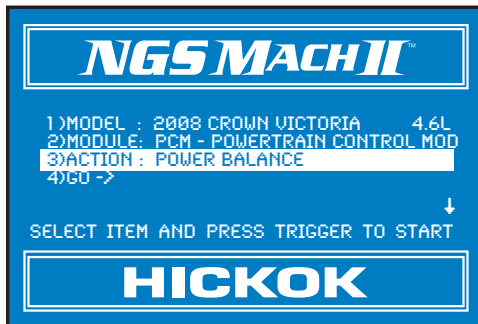 NGS MACH II™
1)MODEL : 2008 CROWN VICTORIA 4.6L
2)MODULE: PCM - POWERTRAIN CONTROL MOD
3)ACTION : POWER BALANCE
4)GO ->
↓
SELECT ITEM AND PRESS TRIGGER TO START
HICKOK